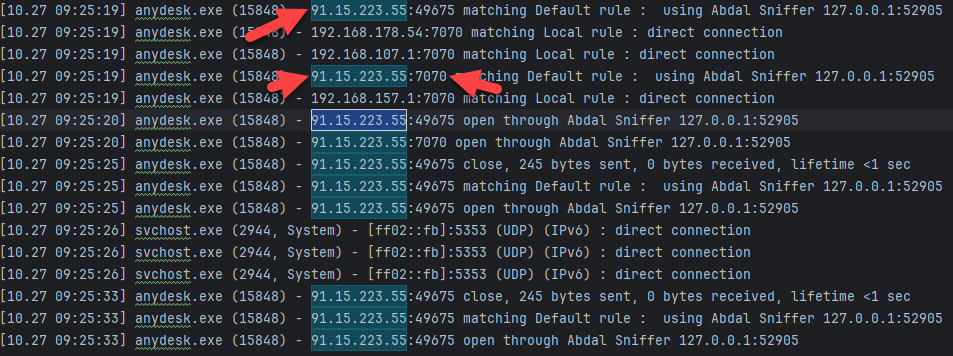 [10.27 09:25:19] anydesk.exe (15848) - 91.15.223.55:49675 matching Default rule :  using Abdal Sniffer 127.0.0.1:52905
[10.27 09:25:19] anydesk.exe (15848) - 192.168.178.54:7070 matching Local rule : direct connection
[10.27 09:25:19] anydesk.exe (15848) - 192.168.107.1:7070 matching Local rule : direct connection
[10.27 09:25:19] anydesk.exe (15848) - 91.15.223.55:7070 matching Default rule :  using Abdal Sniffer 127.0.0.1:52905
[10.27 09:25:19] anydesk.exe (15848) - 192.168.157.1:7070 matching Local rule : direct connection
[10.27 09:25:20] anydesk.exe (15848) - 91.15.223.55:49675 open through Abdal Sniffer 127.0.0.1:52905
[10.27 09:25:20] anydesk.exe (15848) - 91.15.223.55:7070 open through Abdal Sniffer 127.0.0.1:52905
[10.27 09:25:25] anydesk.exe (15848) - 91.15.223.55:49675 close, 245 bytes sent, 0 bytes received, lifetime <1 sec
[10.27 09:25:25] anydesk.exe (15848) - 91.15.223.55:49675 matching Default rule :  using Abdal Sniffer 127.0.0.1:52905
[10.27 09:25:25] anydesk.exe (15848) - 91.15.223.55:49675 open through Abdal Sniffer 127.0.0.1:52905
[10.27 09:25:26] svchost.exe (2944, System) - [ff02::fb]:5353 (UDP) (IPv6) : direct connection
[10.27 09:25:26] svchost.exe (2944, System) - [ff02::fb]:5353 (UDP) (IPv6) : direct connection
[10.27 09:25:26] svchost.exe (2944, System) - [ff02::fb]:5353 (UDP) (IPv6) : direct connection
[10.27 09:25:33] anydesk.exe (15848) - 91.15.223.55:49675 close, 245 bytes sent, 0 bytes received, lifetime <1 sec
[10.27 09:25:33] anydesk.exe (15848) - 91.15.223.55:49675 matching Default rule :  using Abdal Sniffer 127.0.0.1:52905
[10.27 09:25:33] anydesk.exe (15848) - 91.15.223.55:49675 open through Abdal Sniffer 127.0.0.1:52905